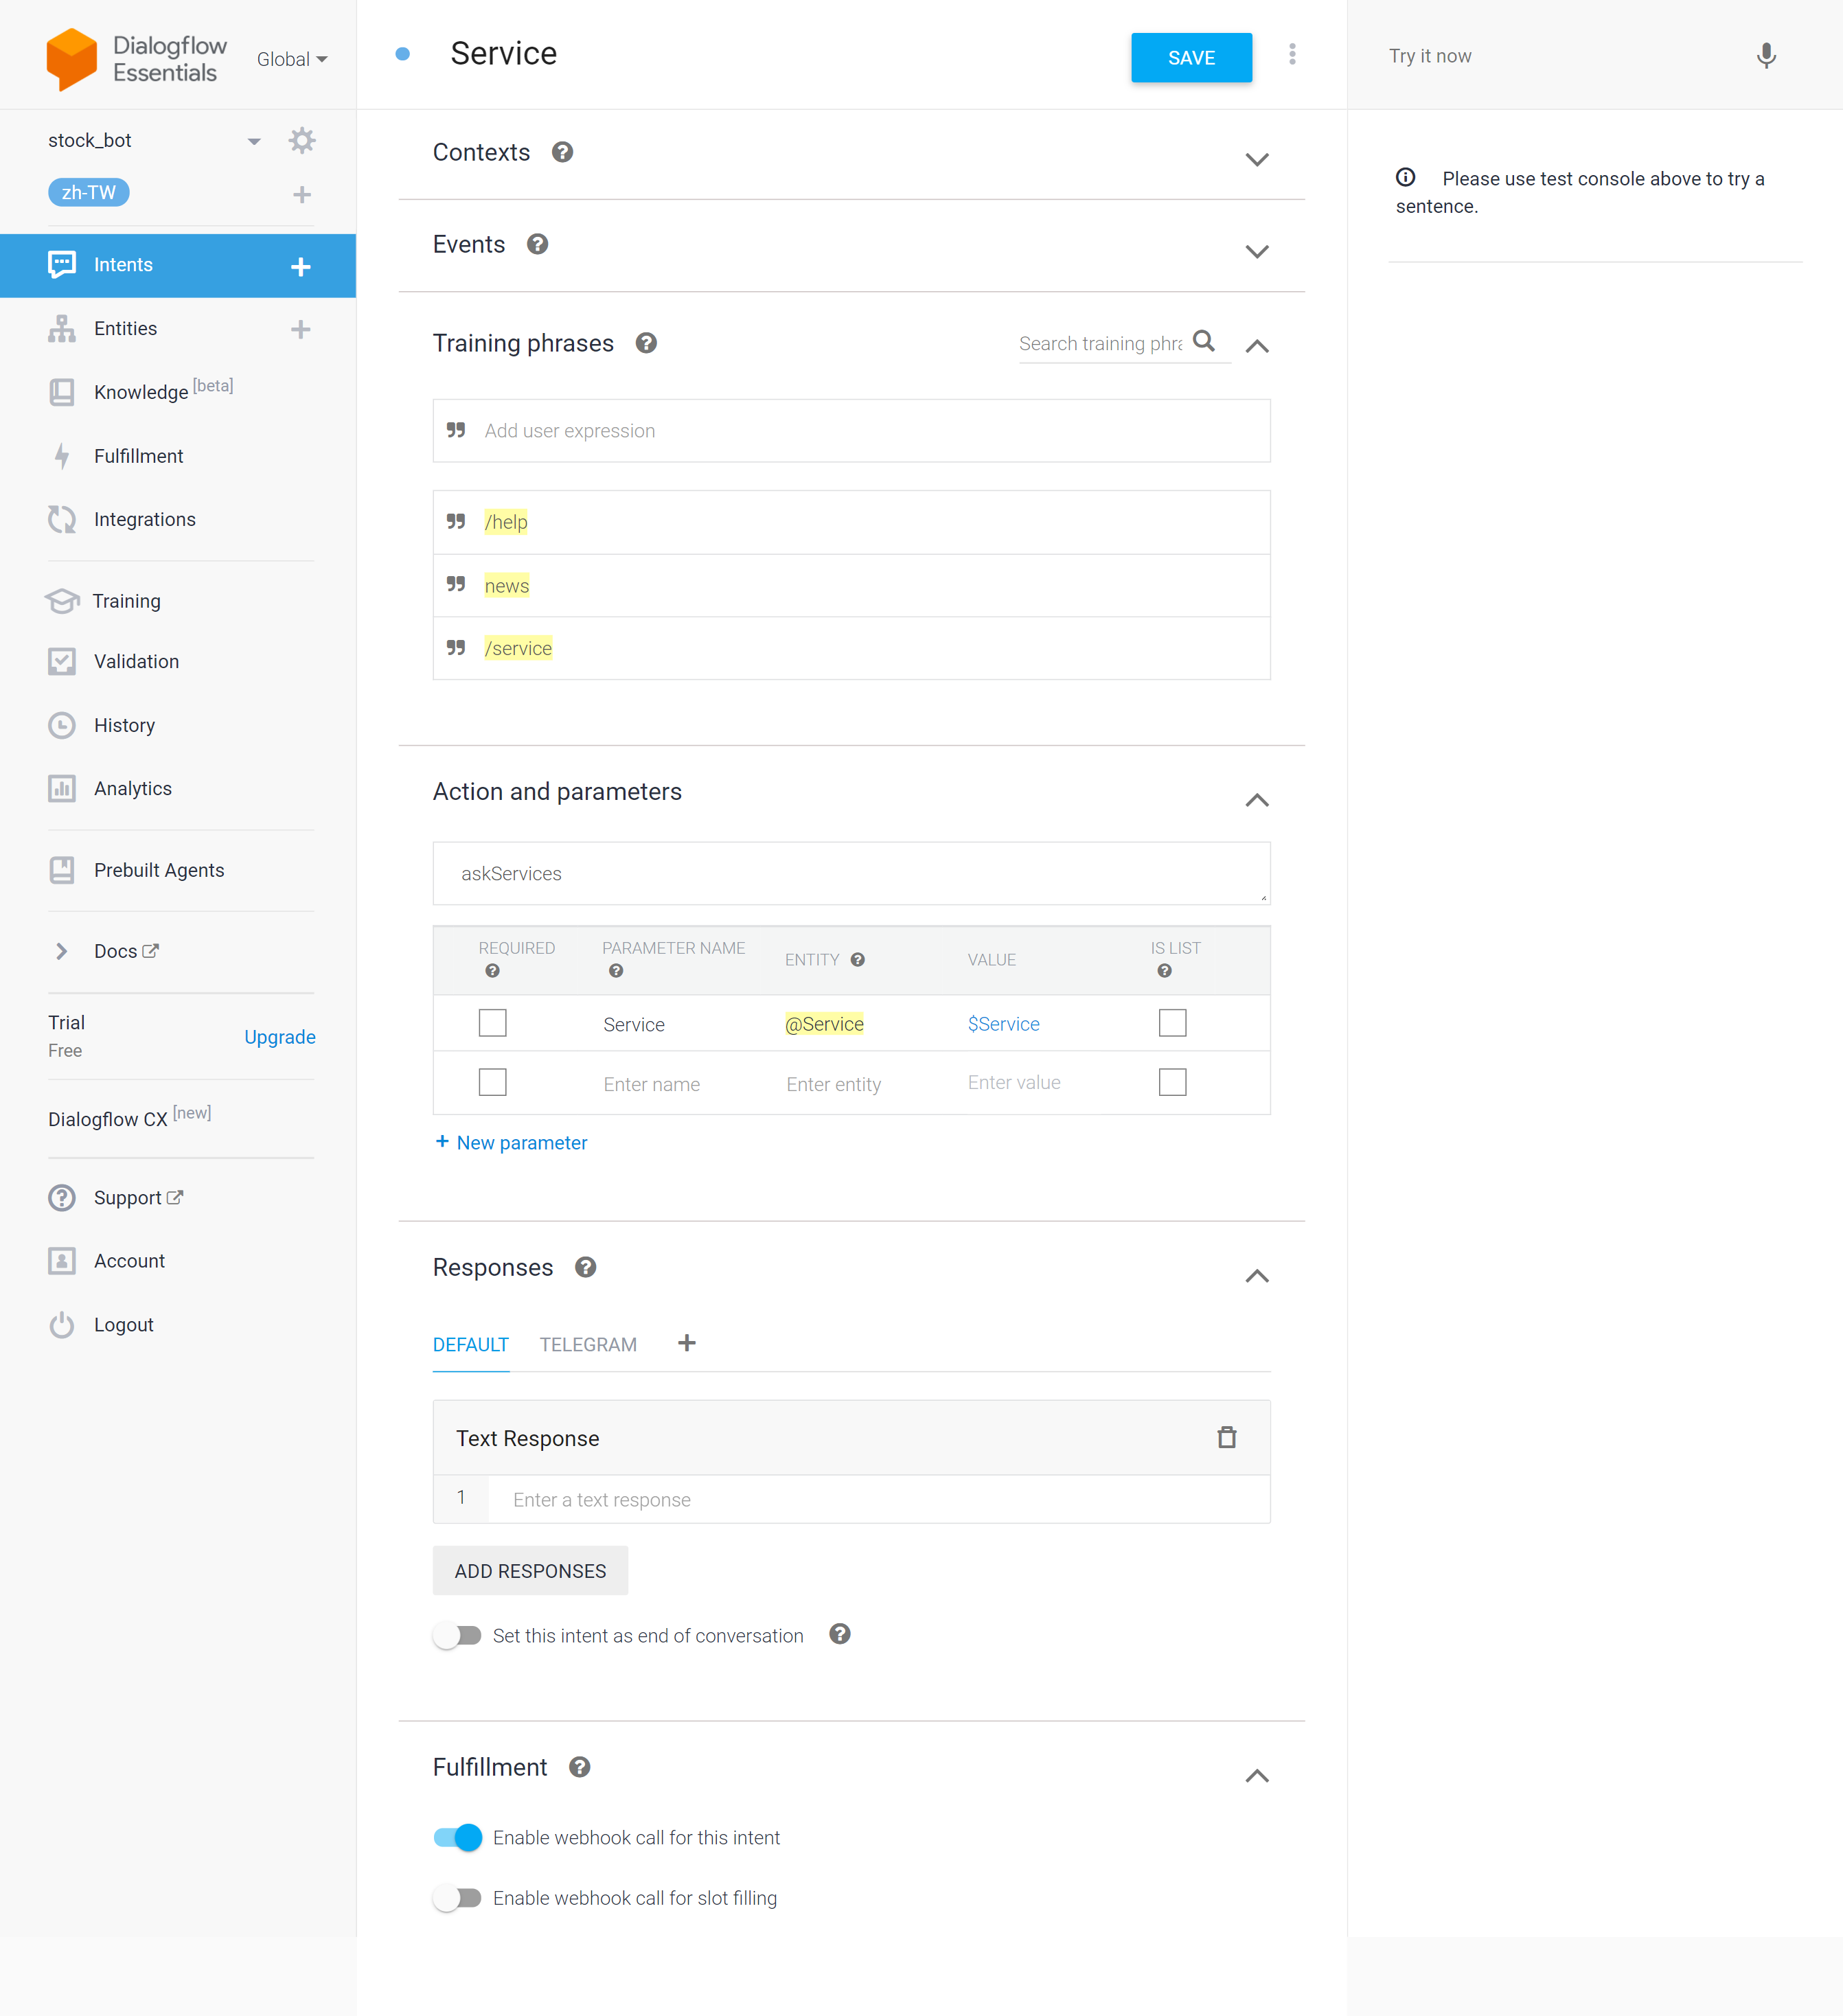 Dialogflow
Essentials
Global
stock_bot
zh-TW
Intents
Entities
Knowledge [beta]
Fulfillment
Integrations
Training
Validation
History
Analytics
Prebuilt Agents
Docs
Trial
Free
Upgrade
Dialogflow CX [new]
Support
Account
Logout
Service
SAVE
Contexts
Events
Training phrases
Search training phra
Add user expression
/help
news
/service
Action and parameters
askServices
REQUIRED PARAMETER NAME ENTITY VALUE IS LIST
Service @Service $Service
Enter name Enter entity Enter value
+ New parameter
Responses
DEFAULT TELEGRAM +
Text Response
1 Enter a text response
ADD RESPONSES
Set this intent as end of conversation
Fulfillment
Enable webhook call for this intent
Enable webhook call for slot filling
Try it now
Please use test console above to try a
sentence.